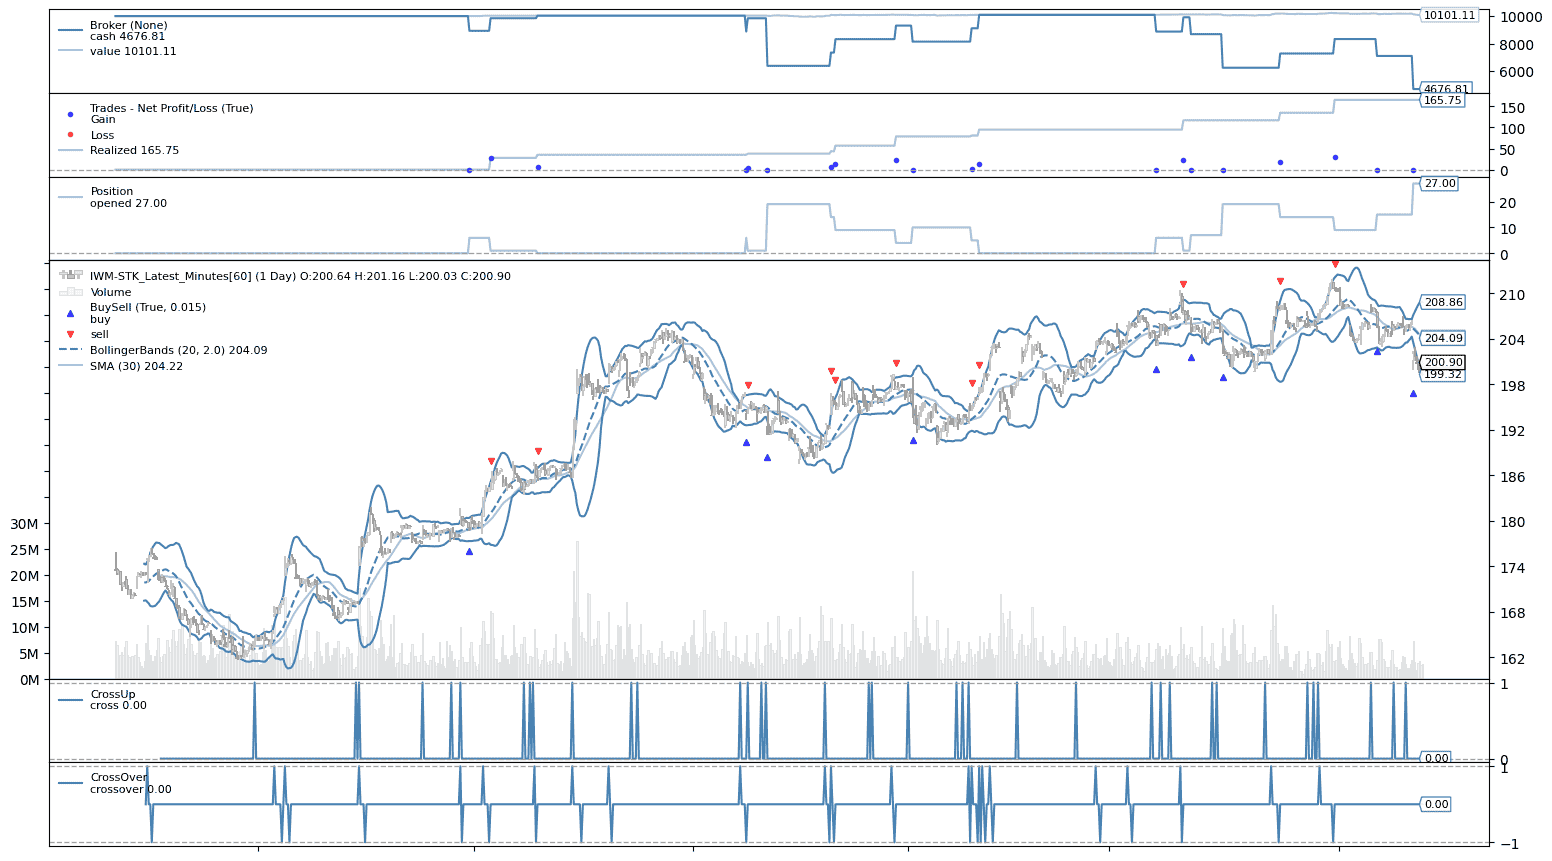 Broker (None)
cash 4676.81
value 10101.11
10101.11
10000
8000
6000
4676.81
Trades - Net Profit/Loss (True)
Gain
Loss
Realized 165.75
165.75
150
100
50
0
Position
opened 27.00
27.00
20
10
0
IWM-STK_Latest_Minutes[60] (1 Day) O:200.64 H:201.16 L:200.03 C:200.90
Volume
BuySell (True, 0.015)
buy
sell
BollingerBands (20, 2.0) 204.09
SMA (30) 204.22
210
208.86
204.09
204
200.90
199.32
198
192
186
180
174
168
162
30M
25M
20M
15M
10M
5M
0M
CrossUp
cross 0.00
1
0.00
0
CrossOver
crossover 0.00
1
0.00
−1